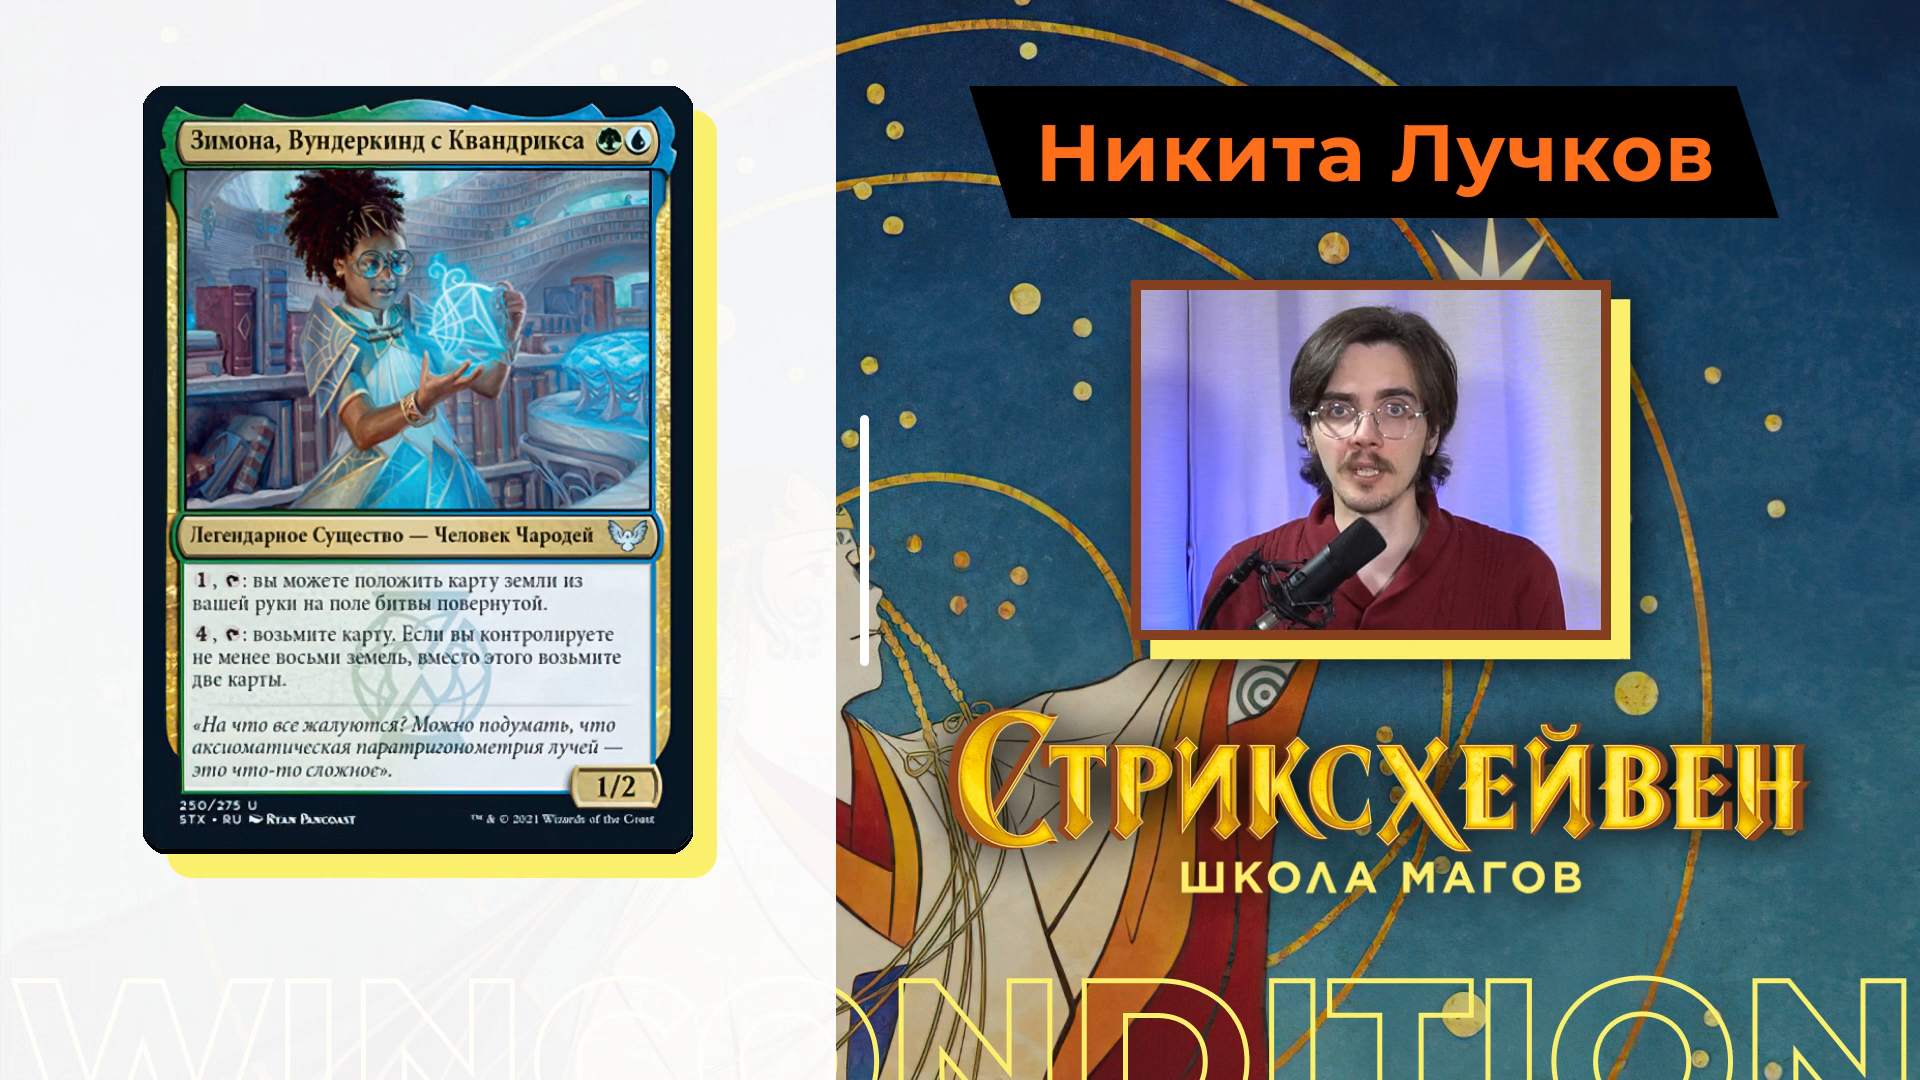 Зимона, Вундеркинд с Квандрикса
Легендарное Существо — Человек Чародей
1, : вы можете положить карту земли из
вашей руки на поле битвы повернутой.
4, : возьмите карту. Если вы контролируете
не менее восьми земель, вместо этого возьмите
две карты.
«На что все жалуются? Можно подумать, что
аксиоматическая паратригонометрия лучей —
это что-то сложное».
1/2
250/275 U
STX • RU RYAN PANCOAST
™ & © 2021 Wizards of the Coast
Никита Лучков
СТРИКСХЕЙВЕН
ШКОЛА МАГОВ
WINCONDITION